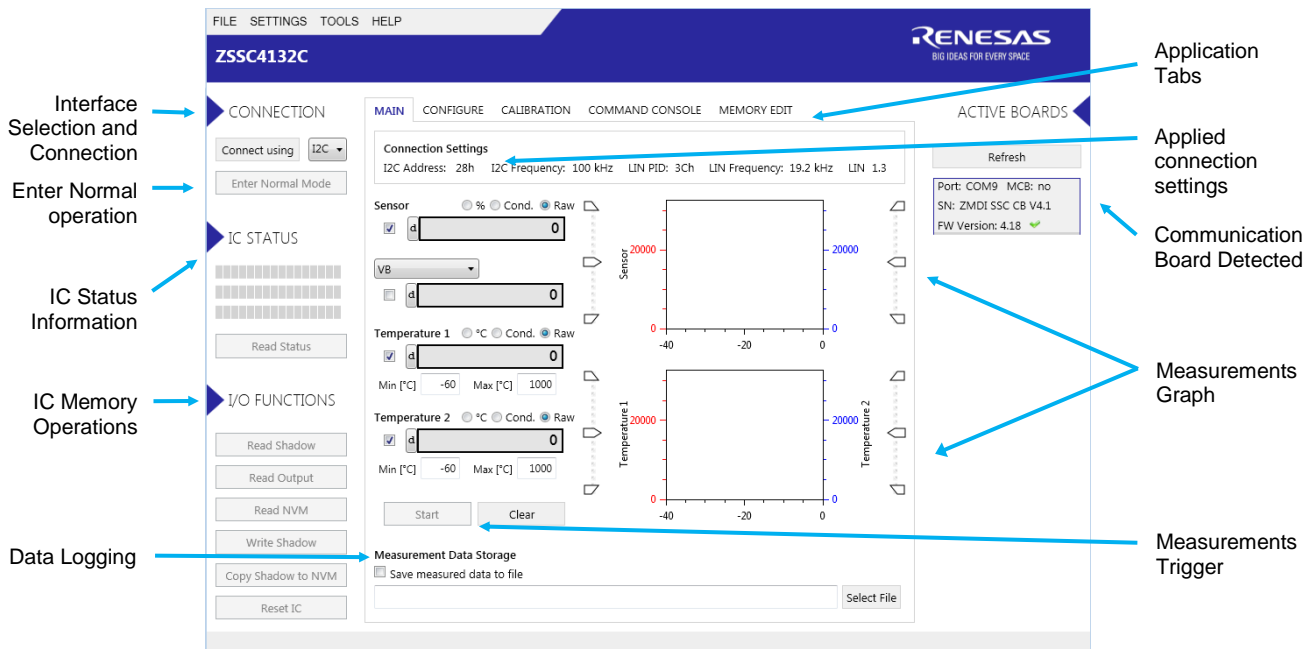 FILE SETTINGS TOOLS HELP
ZSSC4132C
RENESAS
BIG IDEAS FOR EVERY SPACE
Application
Tabs
Interface
Selection and
Connection
CONNECTION
MAIN CONFIGURE CALIBRATION COMMAND CONSOLE MEMORY EDIT
ACTIVE BOARDS
Connect using I2C
Connection Settings
I2C Address: 28h I2C Frequency: 100 kHz LIN PID: 3Ch LIN Frequency: 19.2 kHz LIN 1.3
Refresh
Applied
connection
settings
Enter Normal
operation
Enter Normal Mode
Port: COM9 MCB: no
SN: ZMDI SSC CB V4.1
FW Version: 4.18
Communication
Board Detected
Sensor % Cond. Raw
d 0
IC STATUS
VB
d 0
IC Status
Information
Read Status
Temperature 1 °C Cond. Raw
d 0
Min [°C] -60 Max [°C] 1000
Sensor
20000
0
20000
0
-40 -20 0
Measurements
Graph
IC Memory
Operations
I/O FUNCTIONS
Temperature 2 °C Cond. Raw
d 0
Min [°C] -60 Max [°C] 1000
Temperature 1
20000
0
20000
0
Temperature 2
-40 -20 0
Read Shadow
Read Output
Read NVM
Write Shadow
Copy Shadow to NVM
Reset IC
Start Clear
Measurements
Trigger
Data Logging
Measurement Data Storage
Save measured data to file
Select File